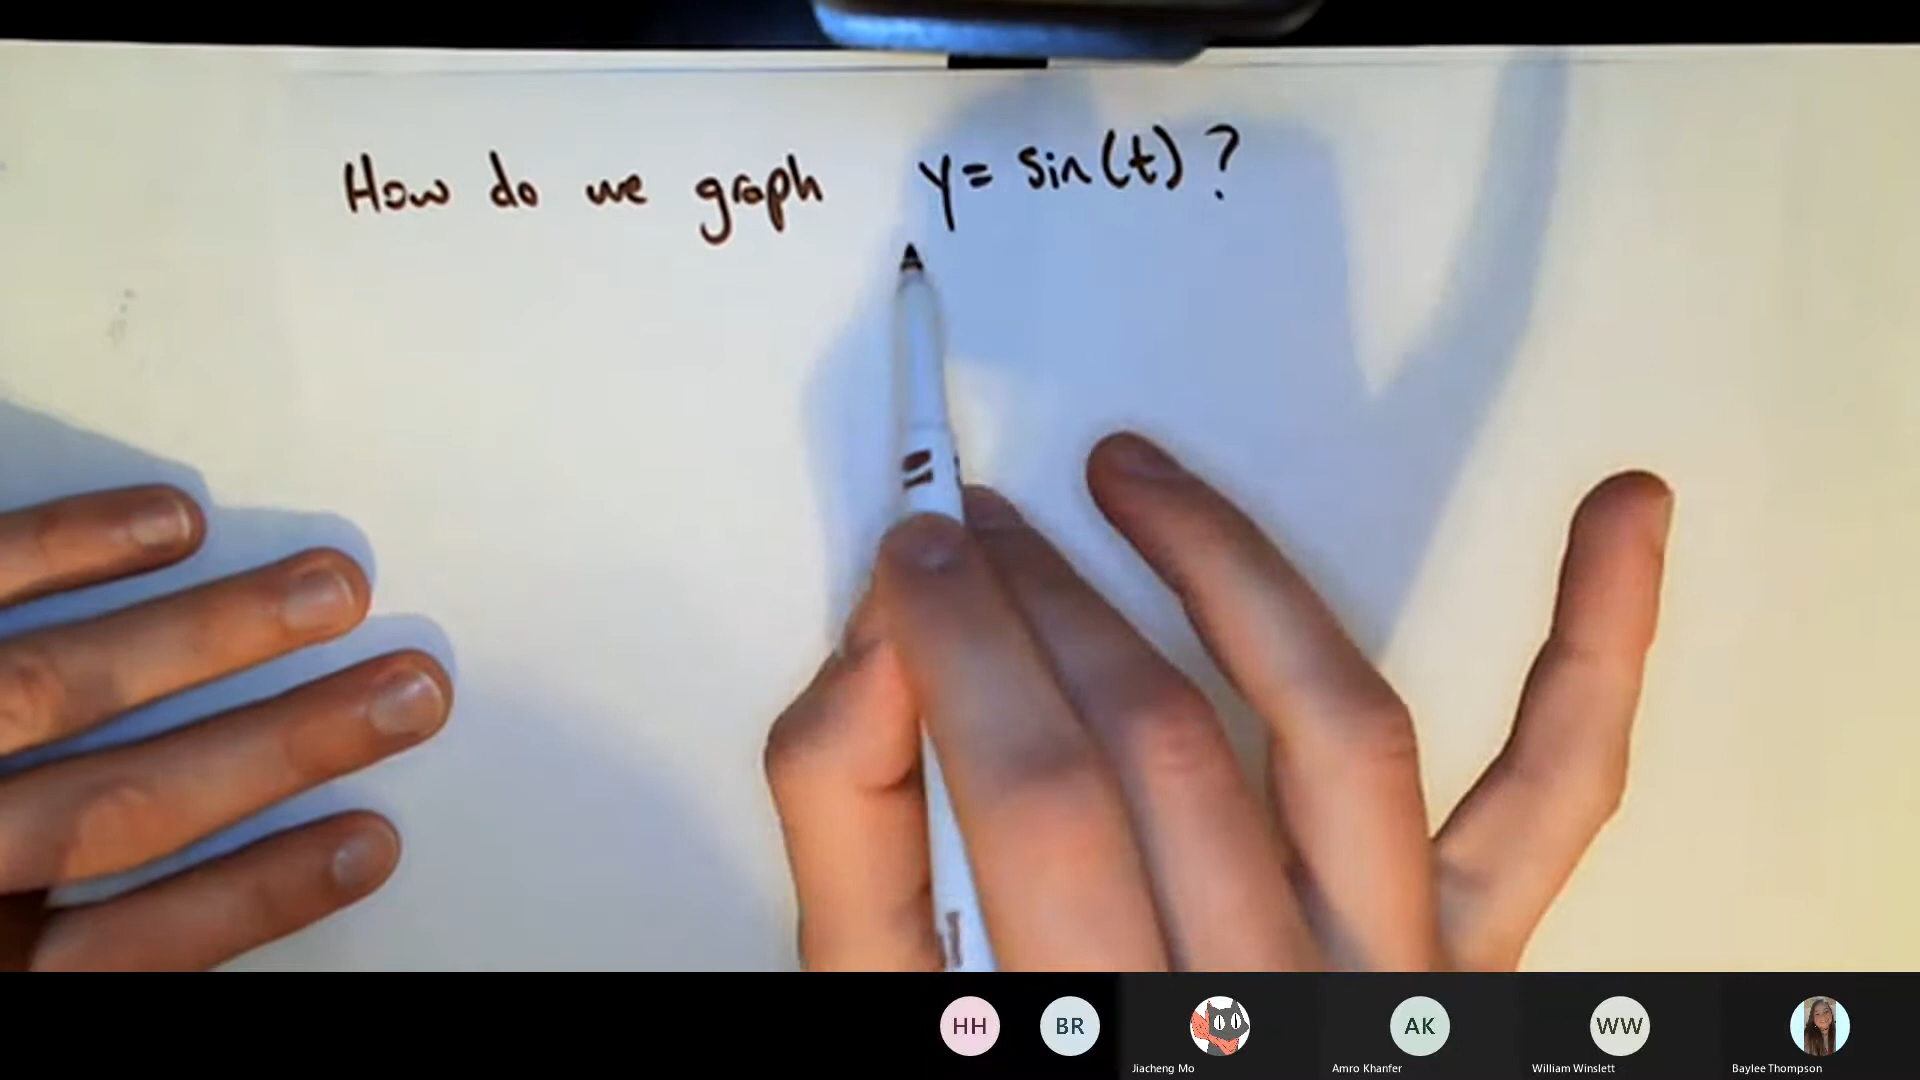 How do we graph y = sin(t)?
HH
BR
AK
WW
Jiacheng Mo
Amro Khanfer
William Winslett
Baylee Thompson